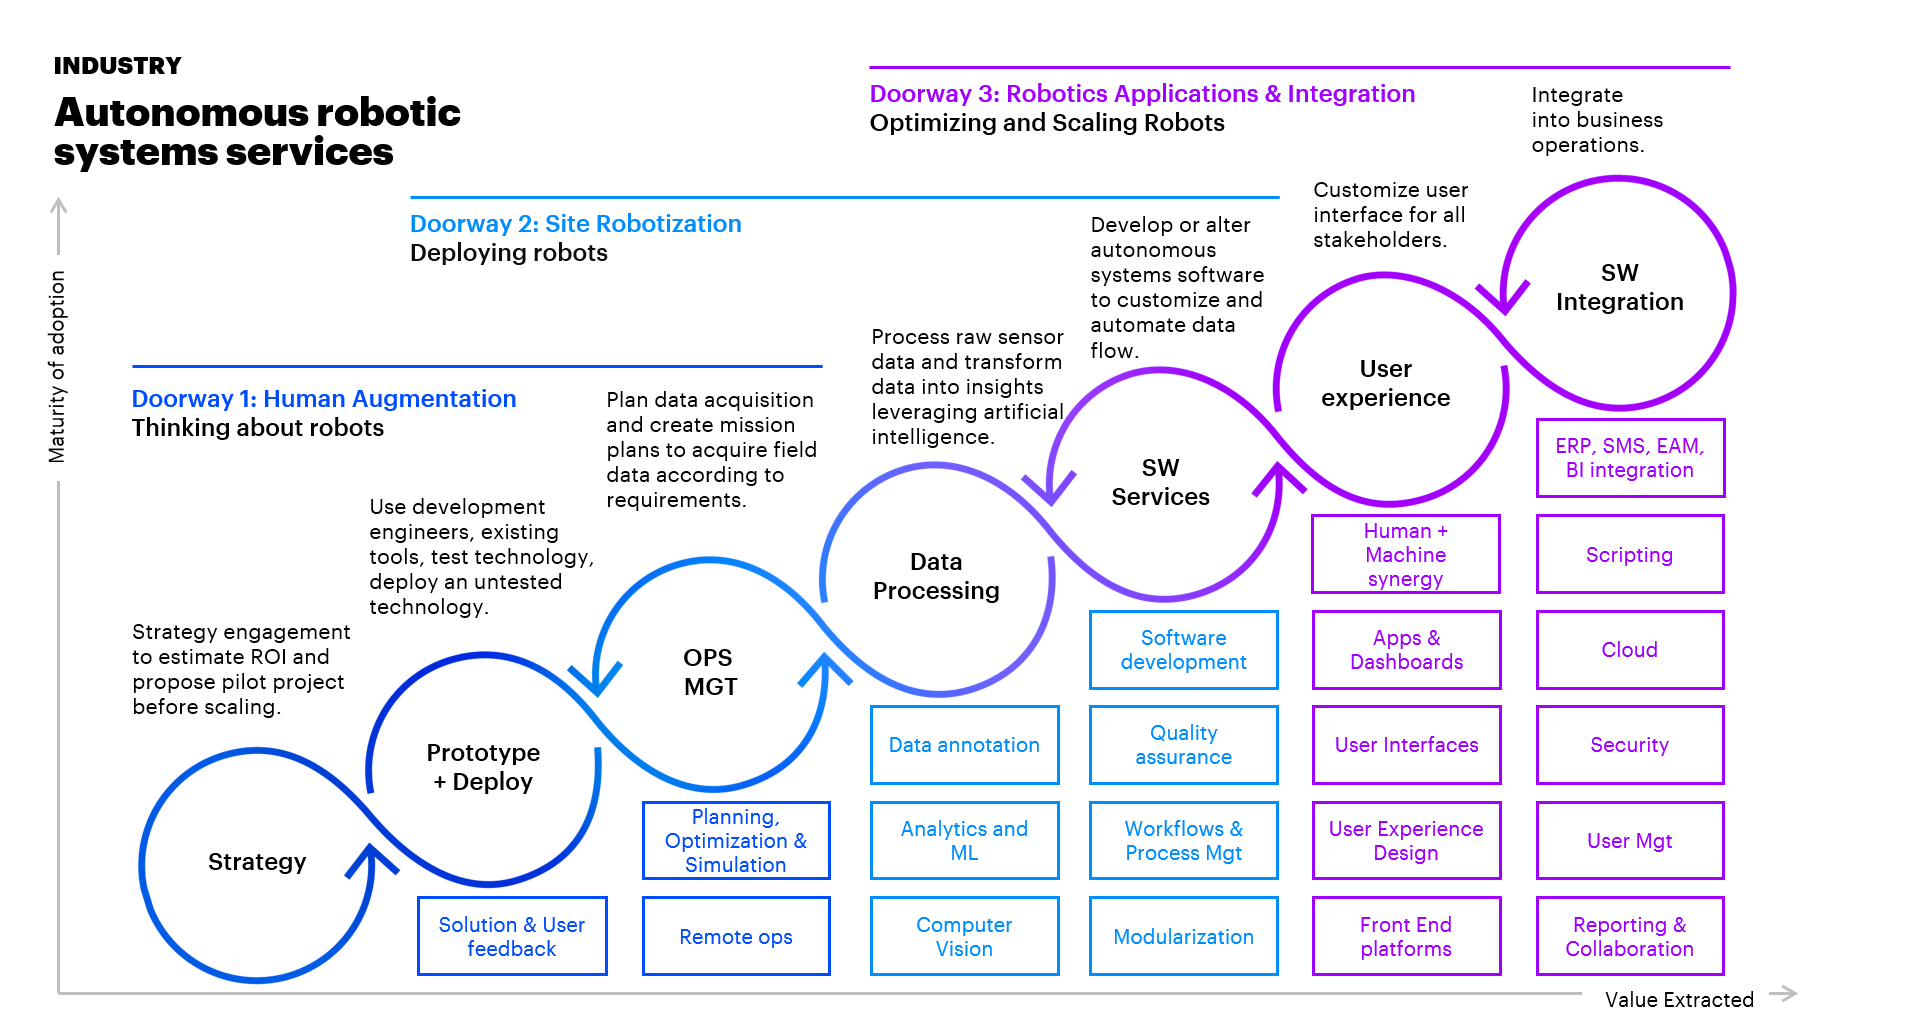 INDUSTRY
Autonomous robotic
systems services
Maturity of adoption
Doorway 1: Human Augmentation
Thinking about robots
Doorway 2: Site Robotization
Deploying robots
Doorway 3: Robotics Applications & Integration
Optimizing and Scaling Robots
Strategy engagement
to estimate ROI and
propose pilot project
before scaling.
Strategy
Use development
engineers, existing
tools, test technology,
deploy an untested
technology.
Prototype
+ Deploy
Solution & User
feedback
Plan data acquisition
and create mission
plans to acquire field
data according to
requirements.
OPS
MGT
Planning,
Optimization &
Simulation
Remote ops
Process raw sensor
data and transform
data into insights
leveraging artificial
intelligence.
Data
Processing
Data annotation
Analytics and
ML
Computer
Vision
Develop or alter
autonomous
systems software
to customize and
automate data
flow.
SW
Services
Software
development
Quality
assurance
Workflows &
Process Mgt
Modularization
Customize user
interface for all
stakeholders.
User
experience
Human +
Machine
synergy
Apps &
Dashboards
User Interfaces
User Experience
Design
Front End
platforms
Integrate
into business
operations.
SW
Integration
ERP, SMS, EAM,
BI integration
Scripting
Cloud
Security
User Mgt
Reporting &
Collaboration
Value Extracted